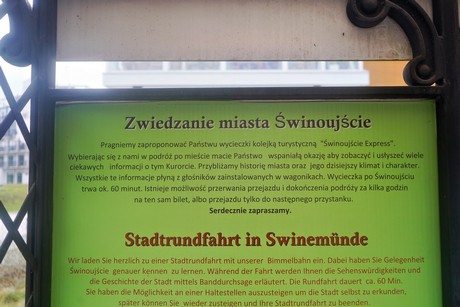 Zwiedzanie miasta Świnoujście
Pragniemy zaproponować Państwu wycieczki kolejką turystyczną "Świnoujście Express".
Wybierając się z nami w podróż po mieście macie Państwo wspaniałą okazję aby zobaczyć i usłyszeć wiele
ciekawych informacji o tym Kurorcie. Przybliżamy historię miasta oraz jego dzisiejszy klimat i charakter.
Wszystkie te informacje płyną z głośników zainstalowanych w wagonikach. Wycieczka po Świnoujściu
trwa ok. 60 minut. Istnieje możliwość przerwania przejazdu i dokończenia podróży za kilka godzin
na ten sam bilet, albo przejazdu tylko do następnego przystanku.
Serdecznie zapraszamy.
Stadtrundfahrt in Swinemünde
Wir laden Sie herzlich zu einer Stadtrundfahrt mit unserer Bimmelbahn ein. Dabei haben Sie Gelegenheit
Świnoujście genauer kennen zu lernen. Während der Fahrt werden Ihnen die Sehenswürdigkeiten und
die Geschichte der Stadt mittels Banddurchsage erläutert. Die Rundfahrt dauert ca. 60 Min.
Sie haben die Möglichkeit an einer Haltestellen auszusteigen um die Stadt selbst zu erkunden,
später können Sie wieder zusteigen und Ihre Stadtrundfahrt zu beenden.